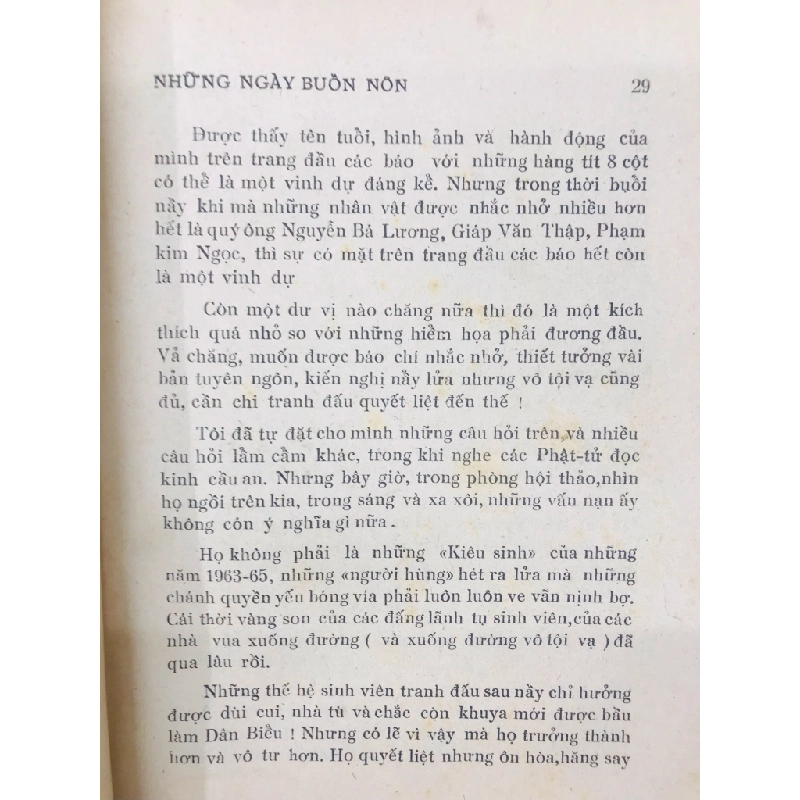 NHỮNG NGÀY BUỒN NÔN 29
Được thấy tên tuổi, hình ảnh và hành động của
mình trên trang đầu các báo với những hàng tít 8 cột
có thể là một vinh dự đáng kể. Nhưng trong thời buổi
nầy khi mà những nhân vật được nhắc nhở nhiều hơn
hết là quý ông Nguyễn Bá Lương, Giáp Văn Thập, Phạm
kim Ngọc, thì sự có mặt trên trang đầu các báo hết còn
là một vinh dự
Còn một dư vị nào chăng nữa thì đó là một kích
thích quá nhỏ so với những hiểm họa phải đương đầu.
Vả chăng, muốn được báo chí nhắc nhở, thiết tưởng vài
bản tuyên ngôn, kiến nghị nầy lửa nhưng vô tội vạ cũng
đủ, cần chi tranh đấu quyết liệt đến thế !
Tôi đã tự đặt cho mình những câu hỏi trên,và nhiều
câu hỏi lẩm cẩm khác, trong khi nghe các Phật-tử đọc
kinh cầu an. Nhưng bây giờ, trong phòng hội thảo,nhìn
họ ngồi trên kia, trong sáng và xa xôi, những vấn nạn ấy
không còn ý nghĩa gì nữa.
Họ không phải là những «Kiêu sinh» của những
năm 1963-65, những «người hùng» hét ra lửa mà những
chánh quyền yếu bóng vía phải luôn luôn ve vãn nịnh bợ.
Cái thời vàng son của các đấng lãnh tụ sinh viên,của các
nhà vua xuống đường ( và xuống đường vô tội vạ ) đã
qua lâu rồi.
Những thế hệ sinh viên tranh đấu sau nầy chỉ hưởng
được dùi cui, nhà tù và chắc còn khuya mới được bầu
làm Dân Biểu ! Nhưng có lẽ vì vậy mà họ trưởng thành
hơn và vô tư hơn. Họ quyết liệt nhưng ôn hòa,hăng say